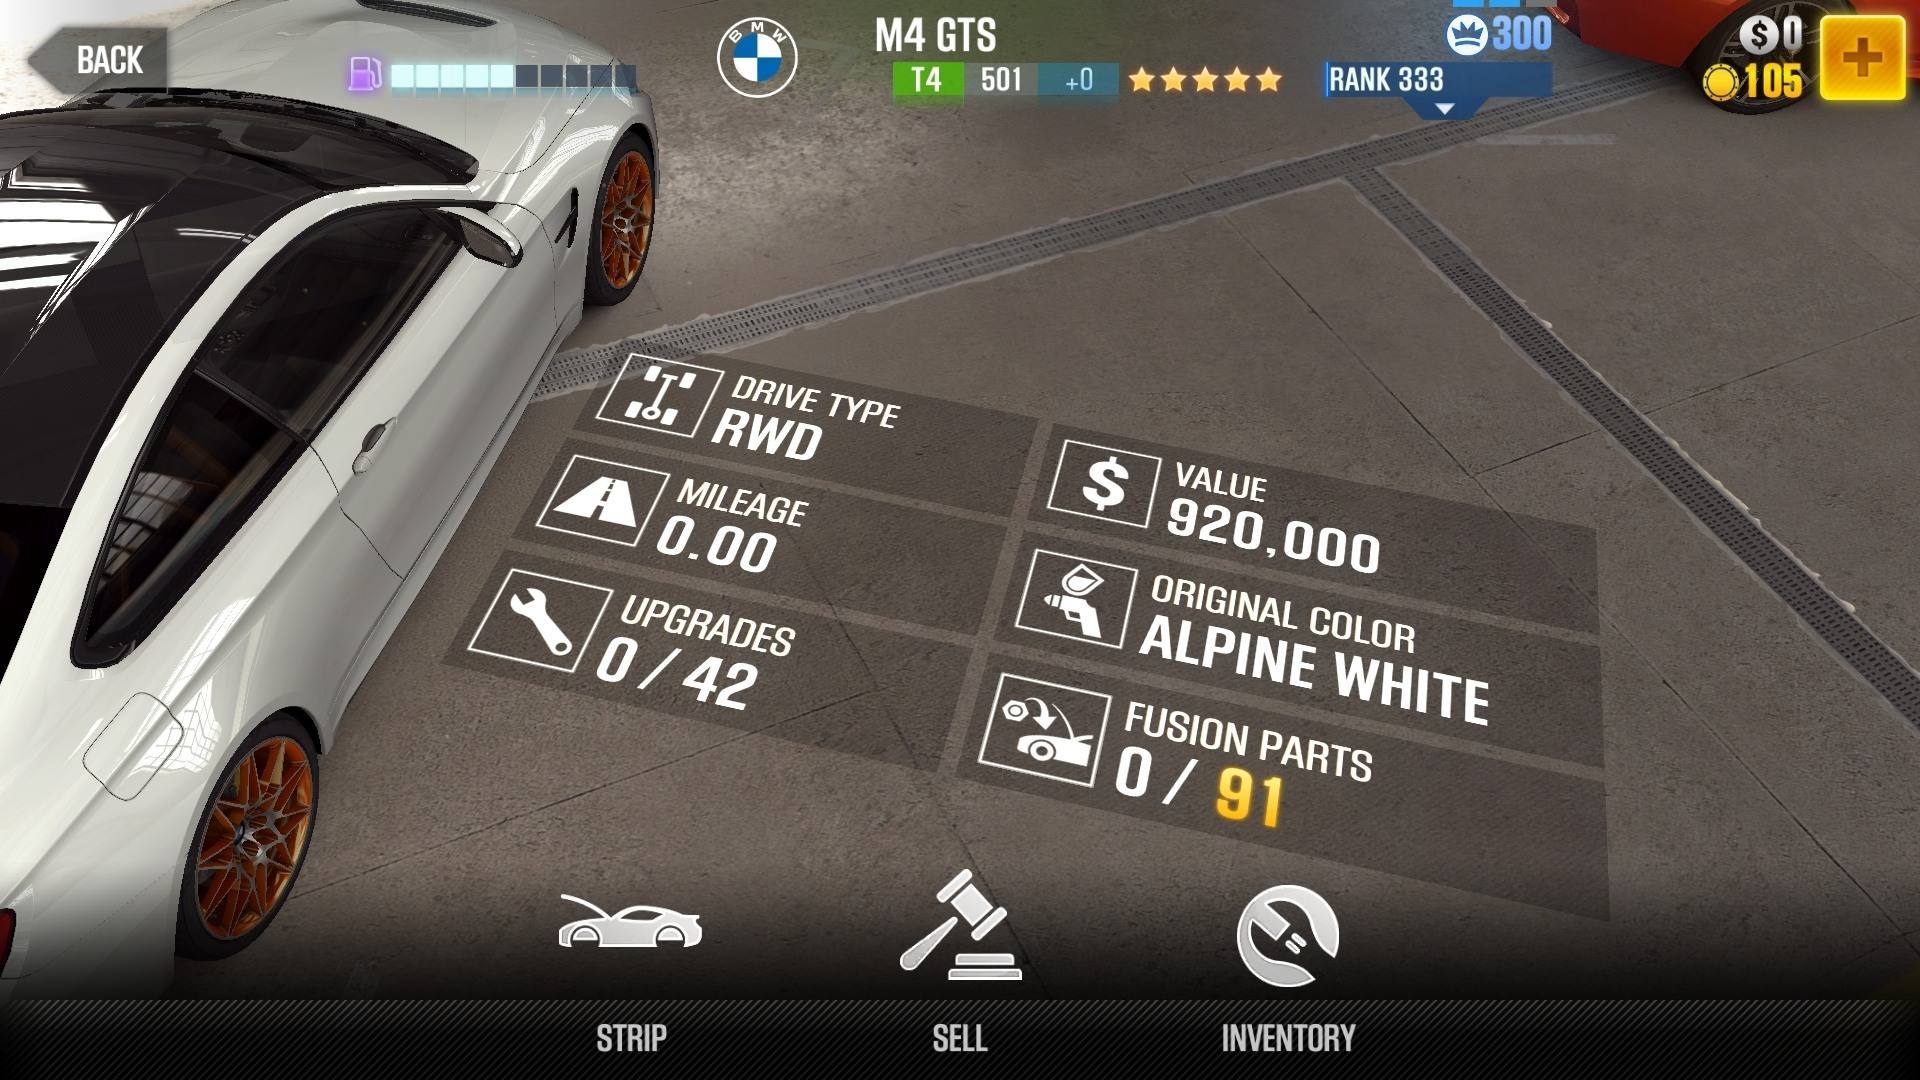 BACK
BMW
M4 GTS
T4 501 +0
300
RANK 333
$ 0
105
DRIVE TYPE
RWD
MILEAGE
0.00
UPGRADES
0 / 42
$ VALUE
920,000
ORIGINAL COLOR
ALPINE WHITE
FUSION PARTS
0 / 91
STRIP
SELL
INVENTORY